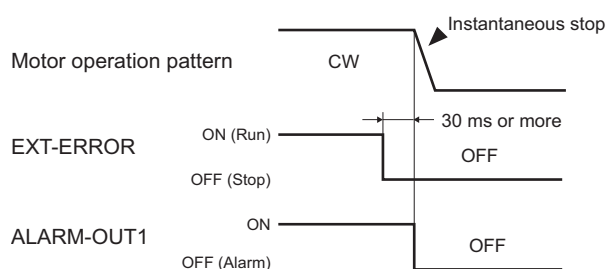 Instantaneous stop
Motor operation pattern
CW
30 ms or more
EXT-ERROR
ON (Run)
OFF
OFF (Stop)
ALARM-OUT1
ON
OFF
OFF (Alarm)